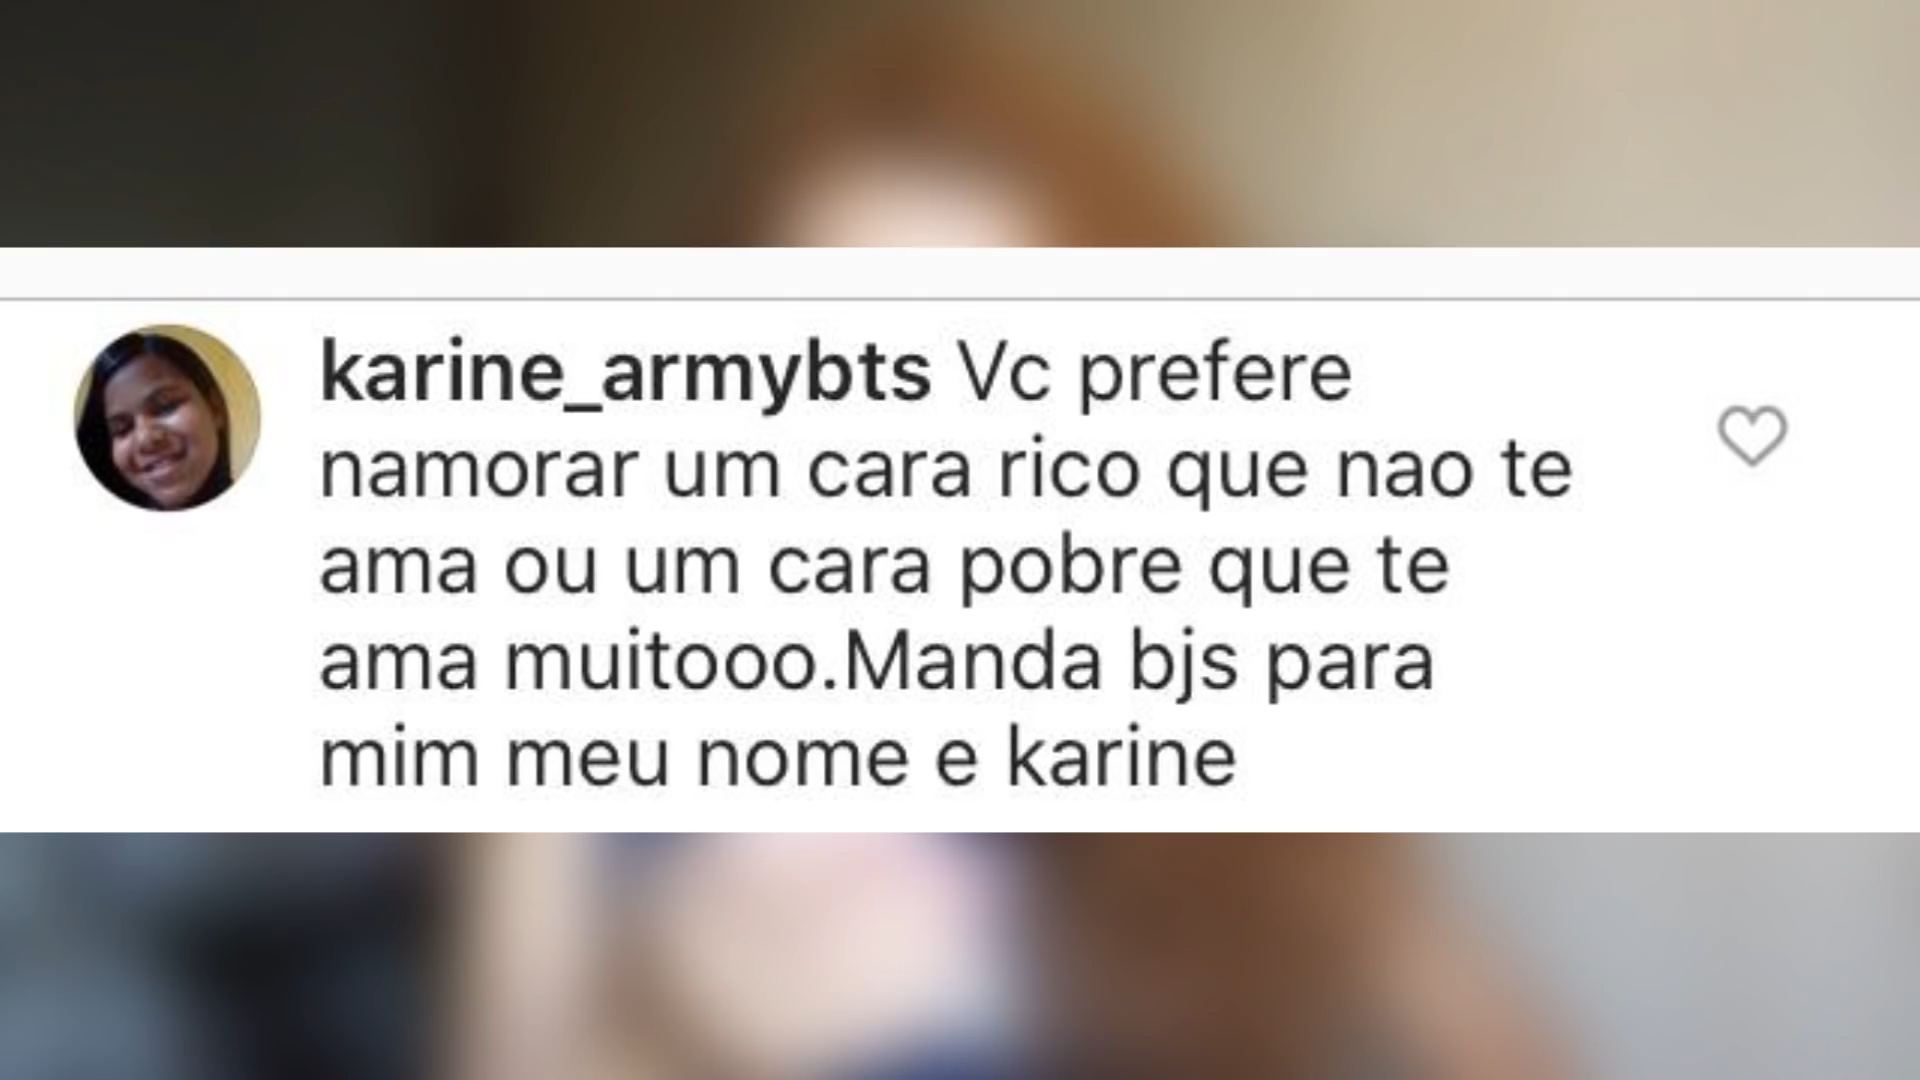 karine_armybts Vc prefere
namorar um cara rico que nao te
ama ou um cara pobre que te
ama muitooo.Manda bjs para
mim meu nome e karine